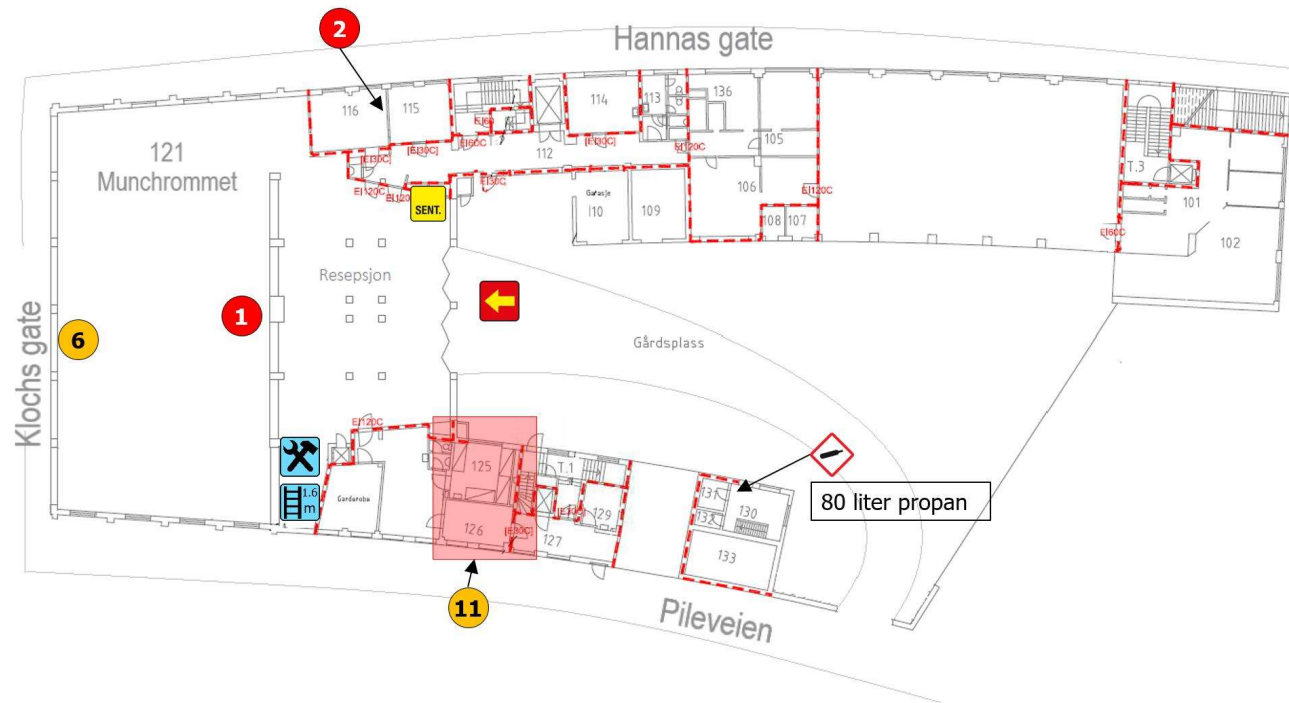 2
Hannas gate
116
115
114
113
136
105
EI60
EI60C
[EI30C]
[EI30C]
[EI30C]
EI120C
112
121
Munchrommet
T.3
EI120C
EI120
EI30C
106
EI120C
SENT.
Garasje
110
109
108
107
101
EI60C
102
Resepsjon
1
6
Klochs gate
Gårdsplass
EI120C
125
T.1
1.6
m
Garderobe
126
[EI30C]
127
129
131
132
130
133
80 liter propan
11
Pileveien